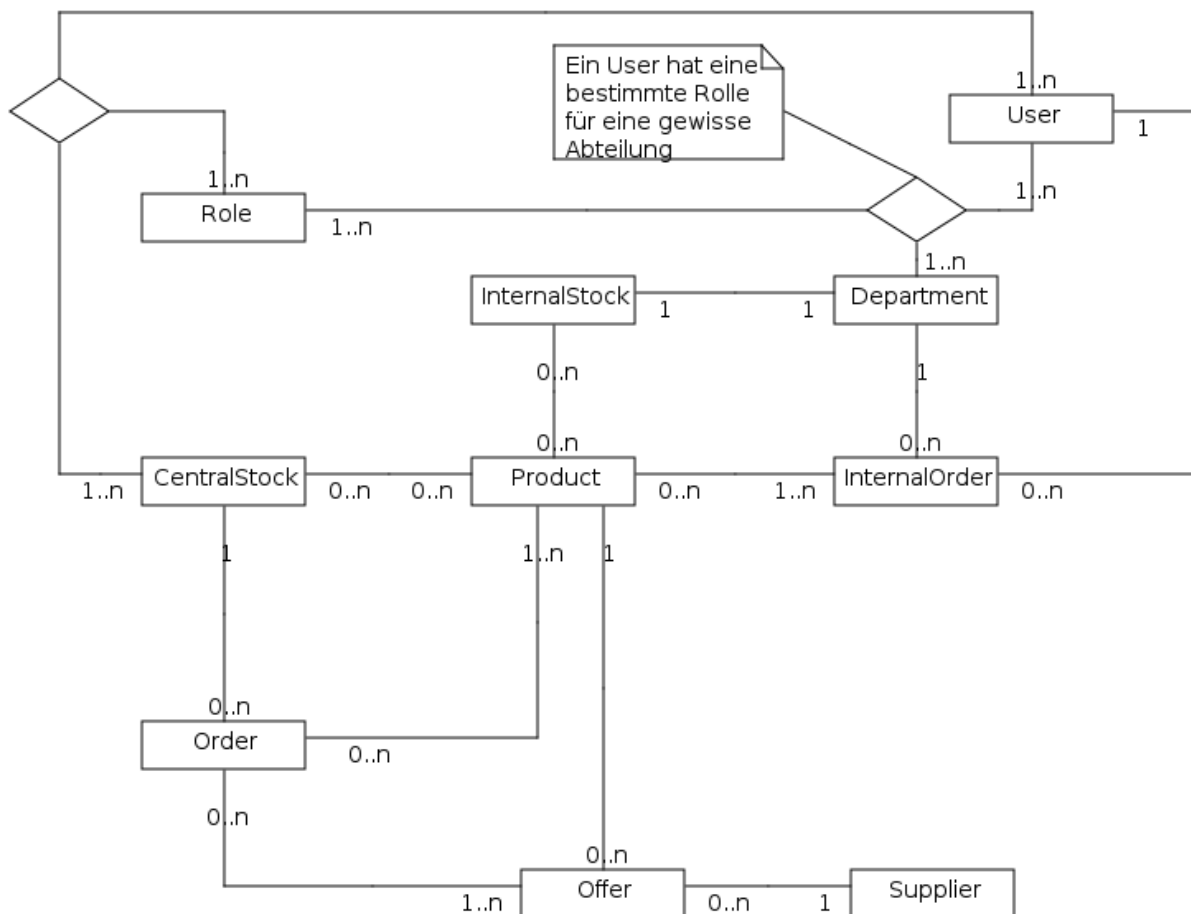 Ein User hat eine
bestimmte Rolle
für eine gewisse
Abteilung
1..n
User
1
1..n
1..n
Role
1..n
1..n
InternalStock
1
1
Department
0..n
1
0..n
0..n
1..n
CentralStock
0..n
0..n
Product
0..n
1..n
InternalOrder
0..n
1
1..n
1
0..n
Order
0..n
0..n
0..n
1..n
Offer
0..n
1
Supplier